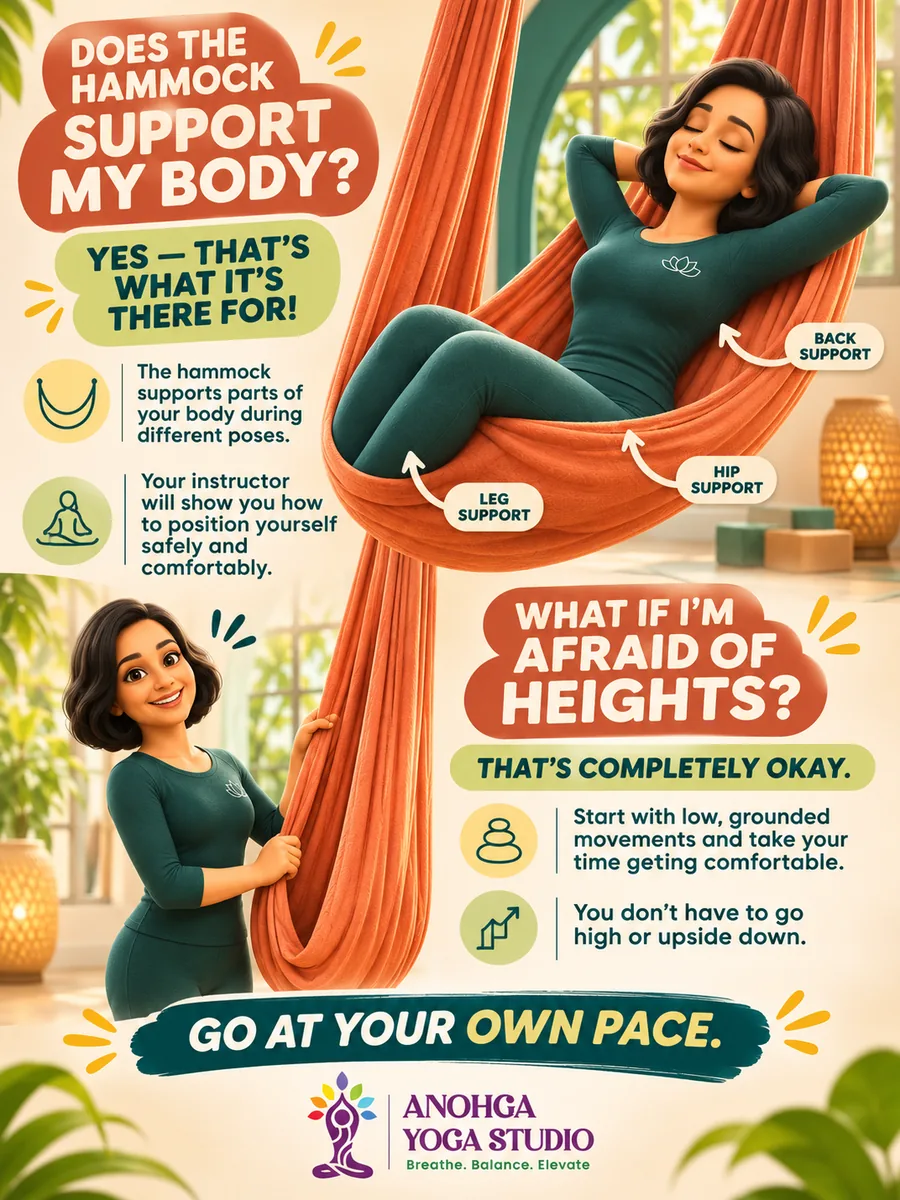 DOES THE
HAMMOCK
SUPPORT
MY BODY?
YES — THAT'S
WHAT IT'S
THERE FOR!
The hammock
supports parts of
your body during
different poses.
Your instructor
will show you how
to position yourself
safely and
comfortably.
BACK
SUPPORT
HIP
SUPPORT
LEG
SUPPORT
WHAT IF I'M
AFRAID OF
HEIGHTS?
THAT'S COMPLETELY OKAY.
Start with low, grounded
movements and take your
time geting comfortable.
You don't have to go
high or upside down.
GO AT YOUR OWN PACE.
ANOHGA
YOGA STUDIO
Breathe. Balance. Elevate